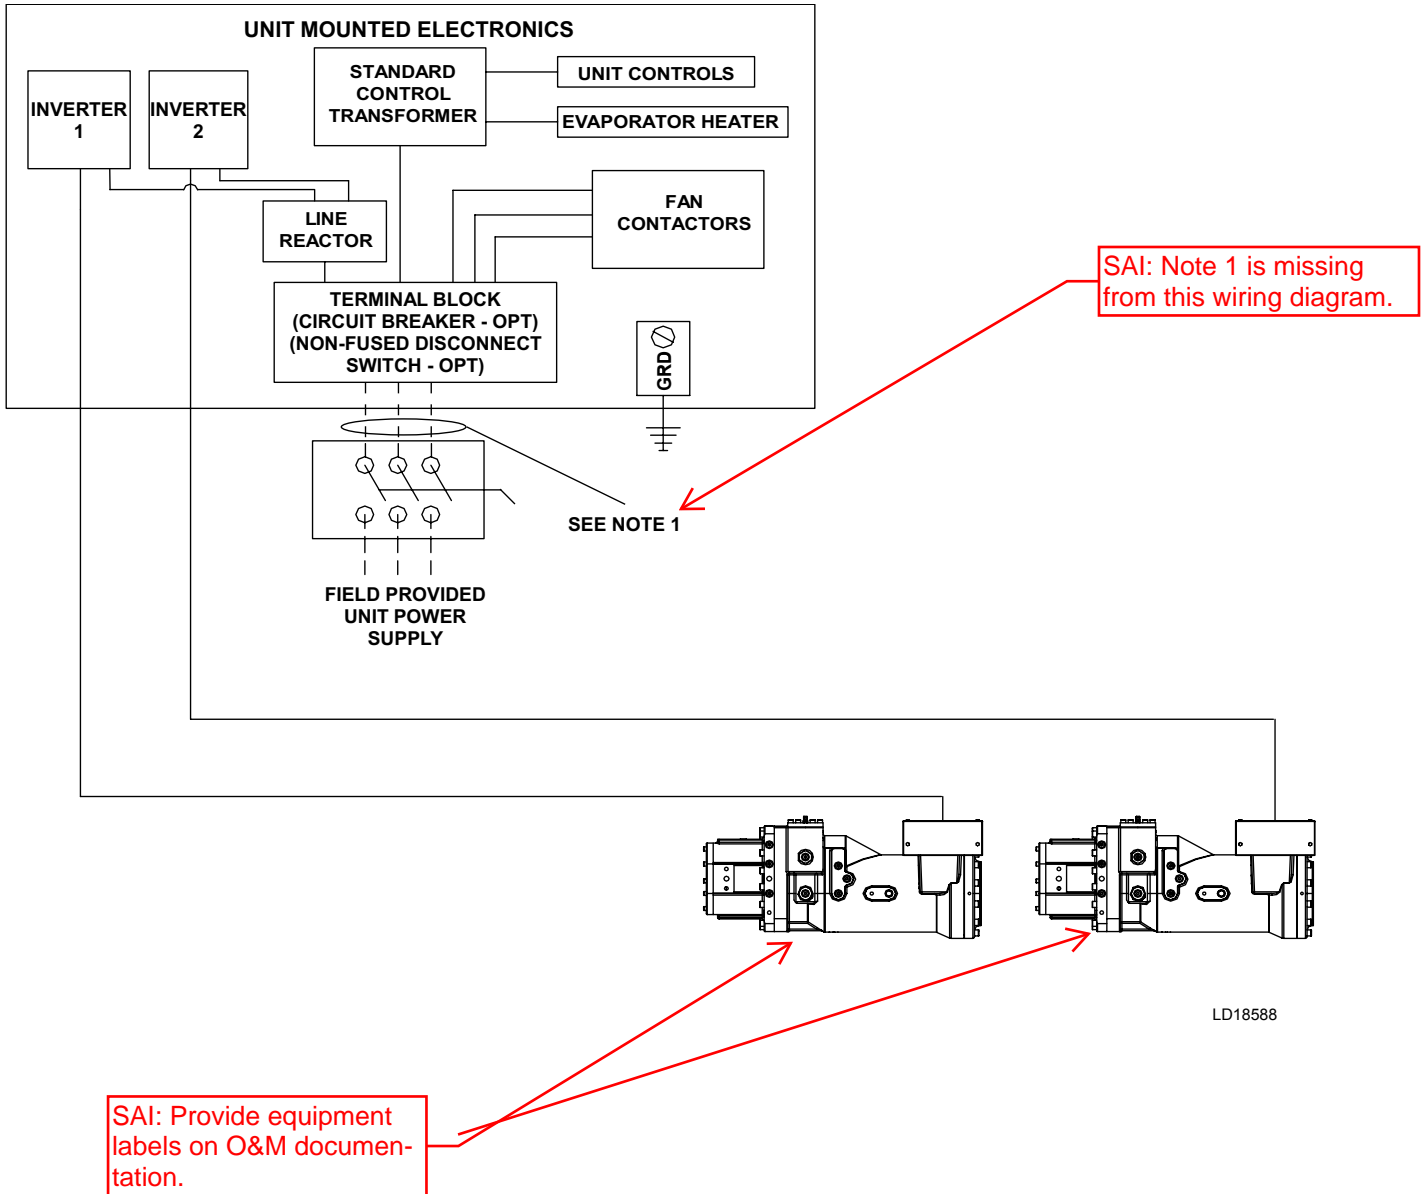 UNIT MOUNTED ELECTRONICS
INVERTER
1
INVERTER
2
STANDARD
CONTROL
TRANSFORMER
UNIT CONTROLS
EVAPORATOR HEATER
LINE
REACTOR
FAN
CONTACTORS
TERMINAL BLOCK
(CIRCUIT BREAKER - OPT)
(NON-FUSED DISCONNECT
SWITCH - OPT)
GRD
SAI: Note 1 is missing
from this wiring diagram.
SEE NOTE 1
FIELD PROVIDED
UNIT POWER
SUPPLY
LD18588
SAI: Provide equipment
labels on O&M documen-
tation.